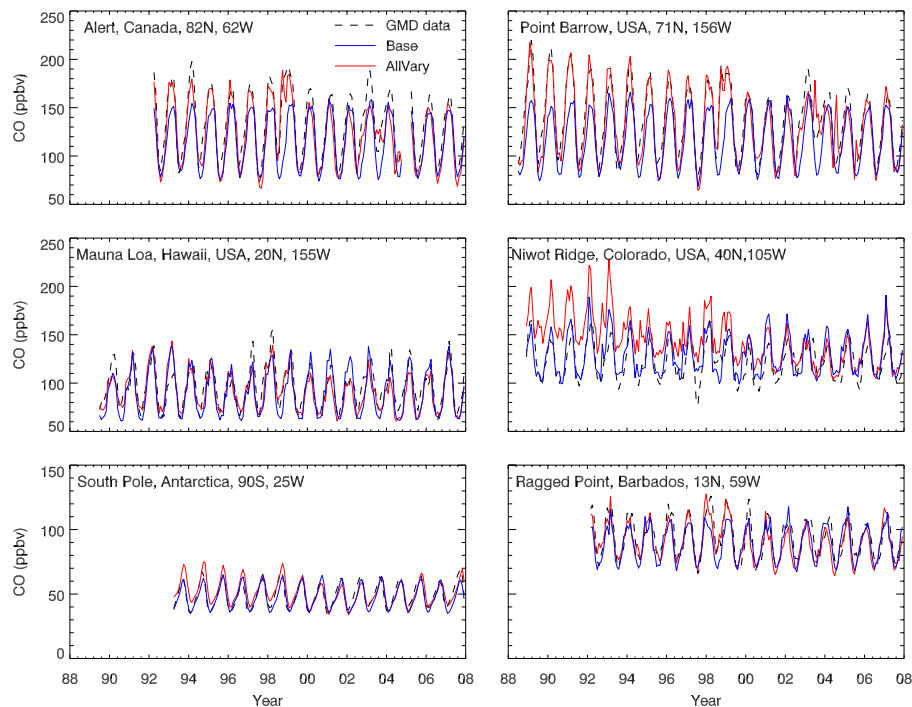 Alert, Canada, 82N, 62W
GMD data
Base
AllVary
250
200
150
100
50
CO (ppbv)
Point Barrow, USA, 71N, 156W
Mauna Loa, Hawaii, USA, 20N, 155W
250
200
150
100
50
CO (ppbv)
Niwot Ridge, Colorado, USA, 40N,105W
South Pole, Antarctica, 90S, 25W
150
100
50
0
CO (ppbv)
88 90 92 94 96 98 00 02 04 06 08
Year
Ragged Point, Barbados, 13N, 59W
88 90 92 94 96 98 00 02 04 06 08
Year